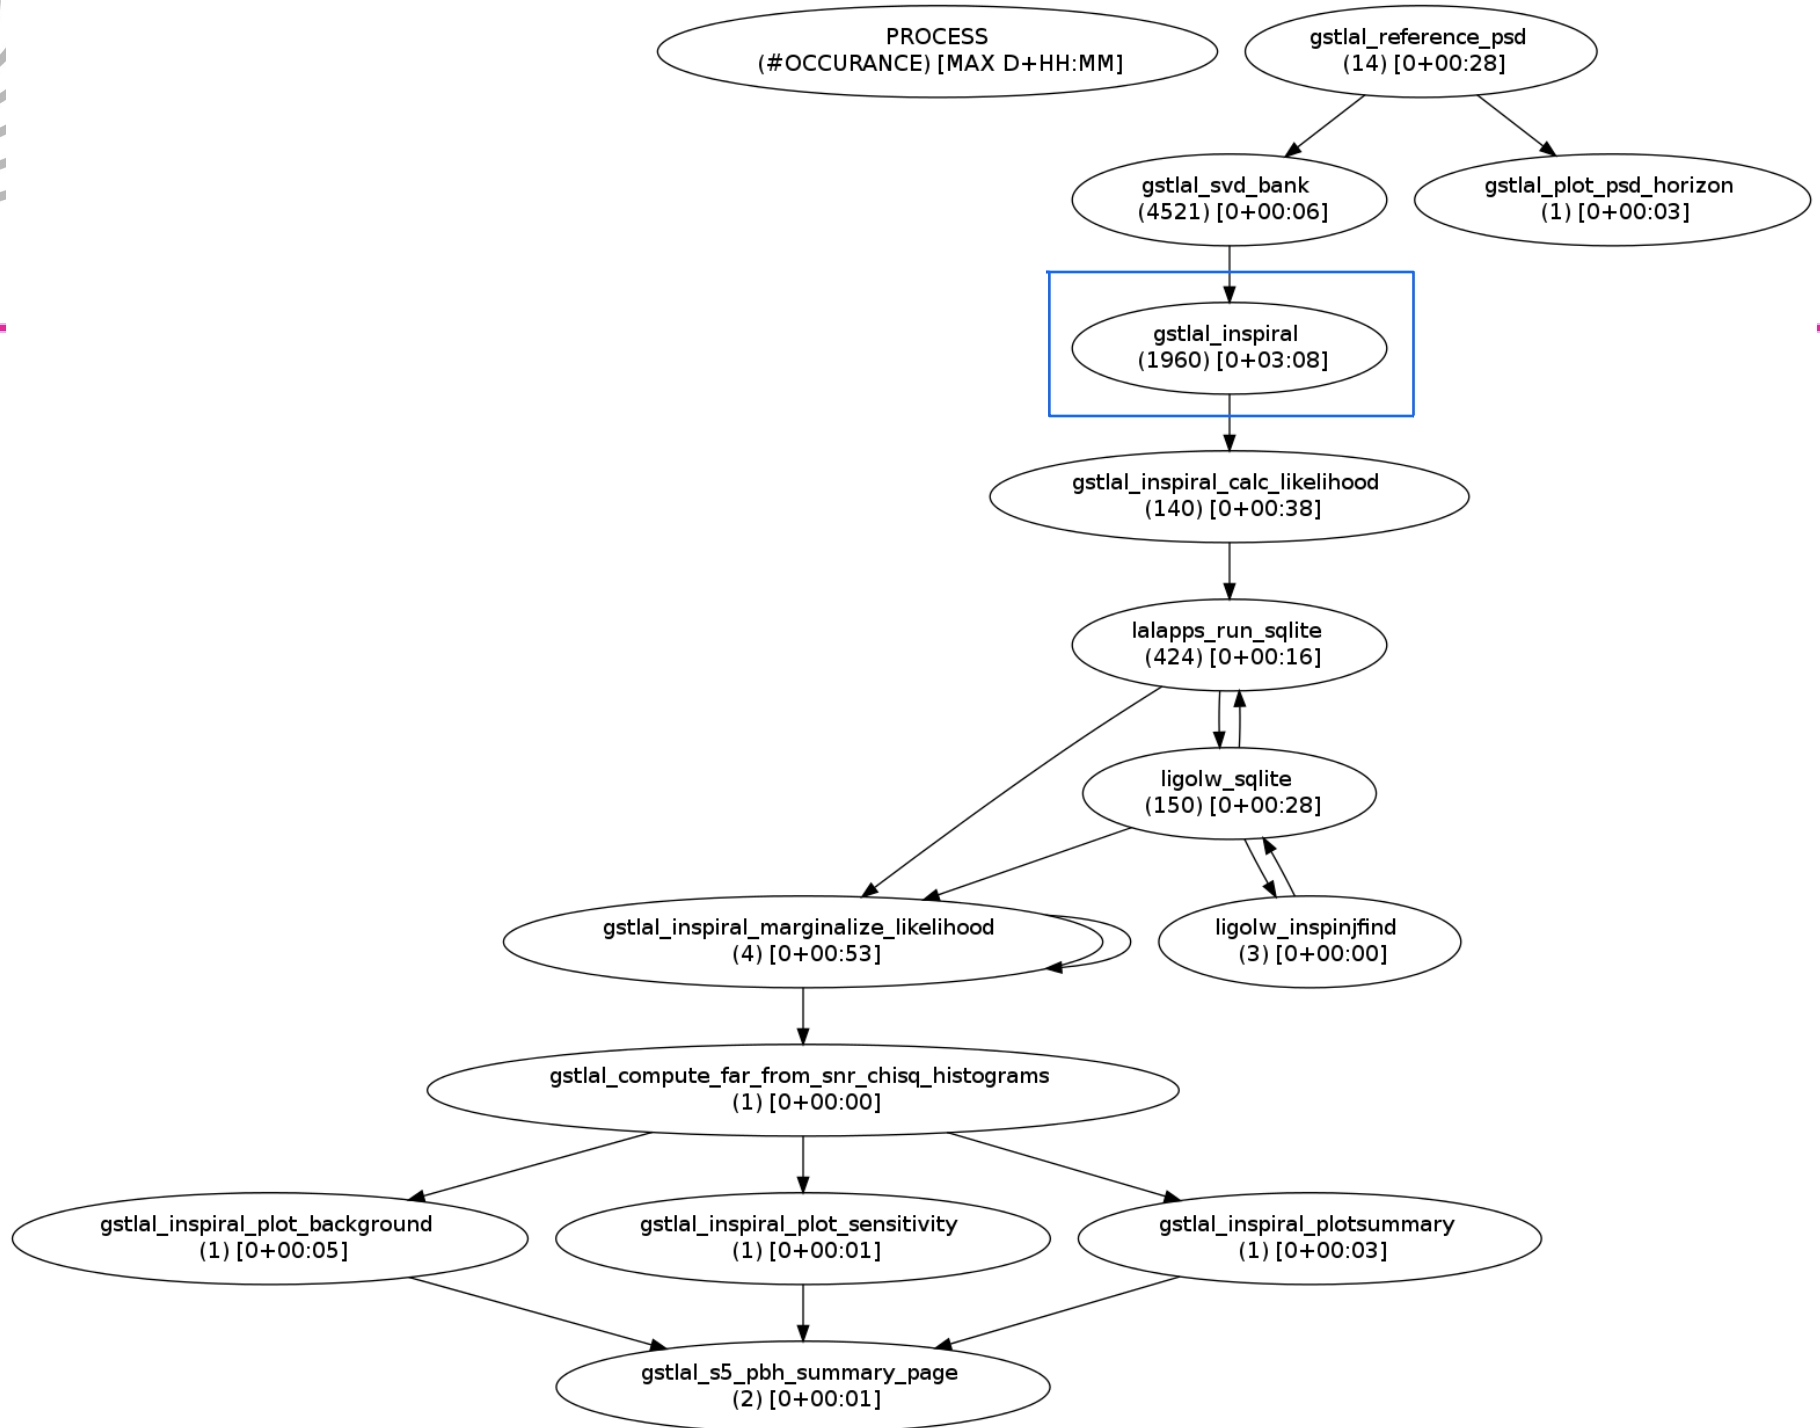 PROCESS
(#OCCURANCE) [MAX D+HH:MM]
gstlal_reference_psd
(14) [0+00:28]
gstlal_svd_bank
(4521) [0+00:06]
gstlal_plot_psd_horizon
(1) [0+00:03]
gstlal_inspiral
(1960) [0+03:08]
gstlal_inspiral_calc_likelihood
(140) [0+00:38]
lalapps_run_sqlite
(424) [0+00:16]
ligolw_sqlite
(150) [0+00:28]
gstlal_inspiral_marginalize_likelihood
(4) [0+00:53]
ligolw_inspinjfind
(3) [0+00:00]
gstlal_compute_far_from_snr_chisq_histograms
(1) [0+00:00]
gstlal_inspiral_plot_background
(1) [0+00:05]
gstlal_inspiral_plot_sensitivity
(1) [0+00:01]
gstlal_inspiral_plotsummary
(1) [0+00:03]
gstlal_s5_pbh_summary_page
(2) [0+00:01]